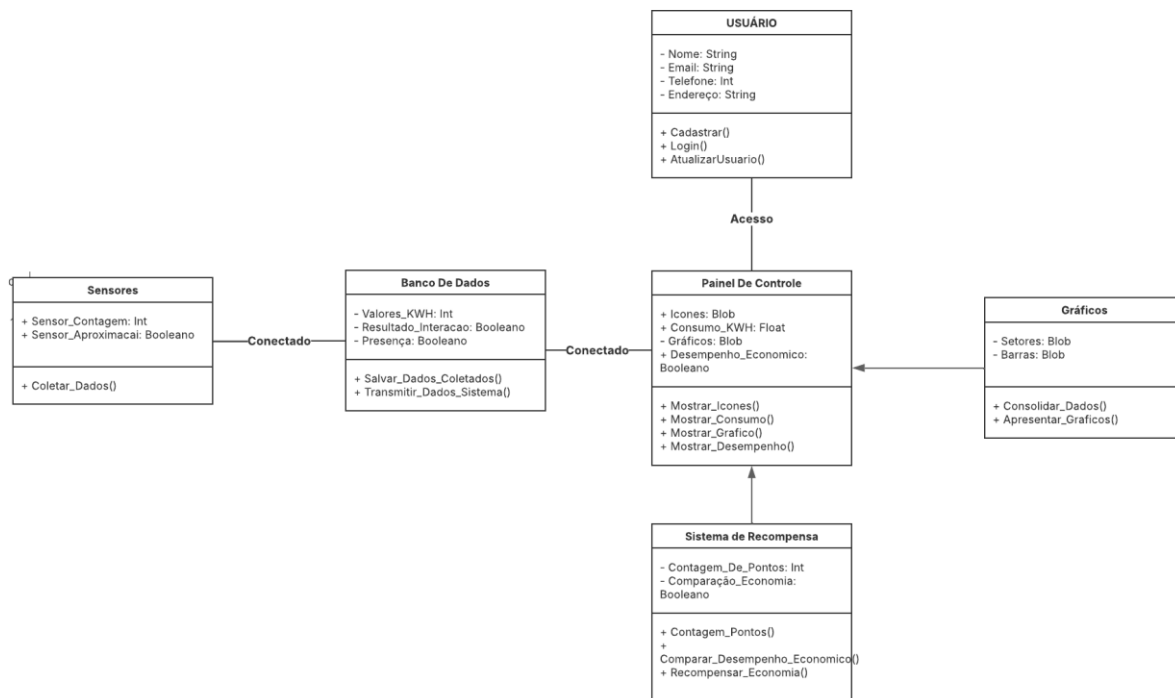 USUÁRIO
- Nome: String
- Email: String
- Telefone: Int
- Endereço: String
+ Cadastrar()
+ Login()
+ AtualizarUsuario()
Acesso
Sensores
+ Sensor_Contagem: Int
+ Sensor_Aproximacai: Booleano
+ Coletar_Dados()
Conectado
Banco De Dados
- Valores_KWH: Int
- Resultado_Interacao: Booleano
- Presença: Booleano
+ Salvar_Dados_Coletados()
+ Transmitir_Dados_Sistema()
Conectado
Painel De Controle
+ Icones: Blob
+ Consumo_KWH: Float
- Gráficos: Blob
+ Desempenho_Economico:
Booleano
+ Mostrar_Icones()
+ Mostrar_Consumo()
+ Mostrar_Grafico()
+ Mostrar_Desempenho()
Gráficos
- Setores: Blob
- Barras: Blob
+ Consolidar_Dados()
+ Apresentar_Graficos()
Sistema de Recompensa
- Contagem_De_Pontos: Int
- Comparação_Economia:
Booleano
+ Contagem_Pontos()
+
Comparar_Desempenho_Economico()
+ Recompensar_Economia()